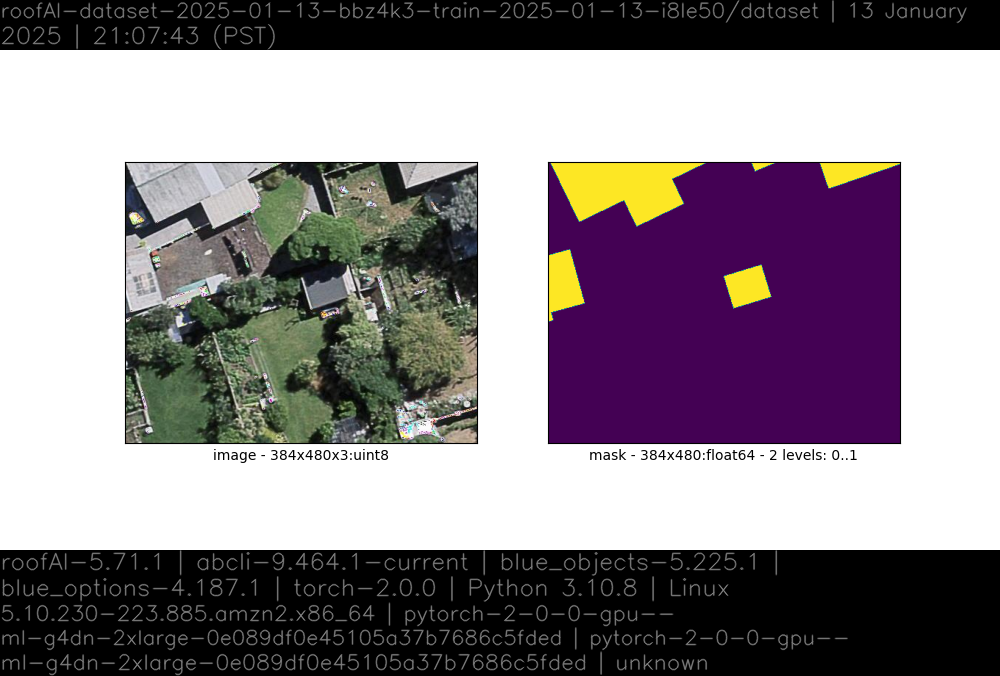 roofAI-dataset-2025-01-13-bbz4k3-train-2025-01-13-i8le50/dataset | 13 January
2025 | 21:07:43 (PST)
image - 384x480x3:uint8
mask - 384x480:float64 - 2 levels: 0..1
roofAI-5.71.1 | abcli-9.464.1-current | blue_objects-5.225.1 |
blue_options-4.187.1 | torch-2.0.0 | Python 3.10.8 | Linux
5.10.230-223.885.amzn2.x86_64 | pytorch-2-0-0-gpu--
ml-g4dn-2xlarge-0e089df0e45105a37b7686c5fded | pytorch-2-0-0-gpu--
ml-g4dn-2xlarge-0e089df0e45105a37b7686c5fded | unknown